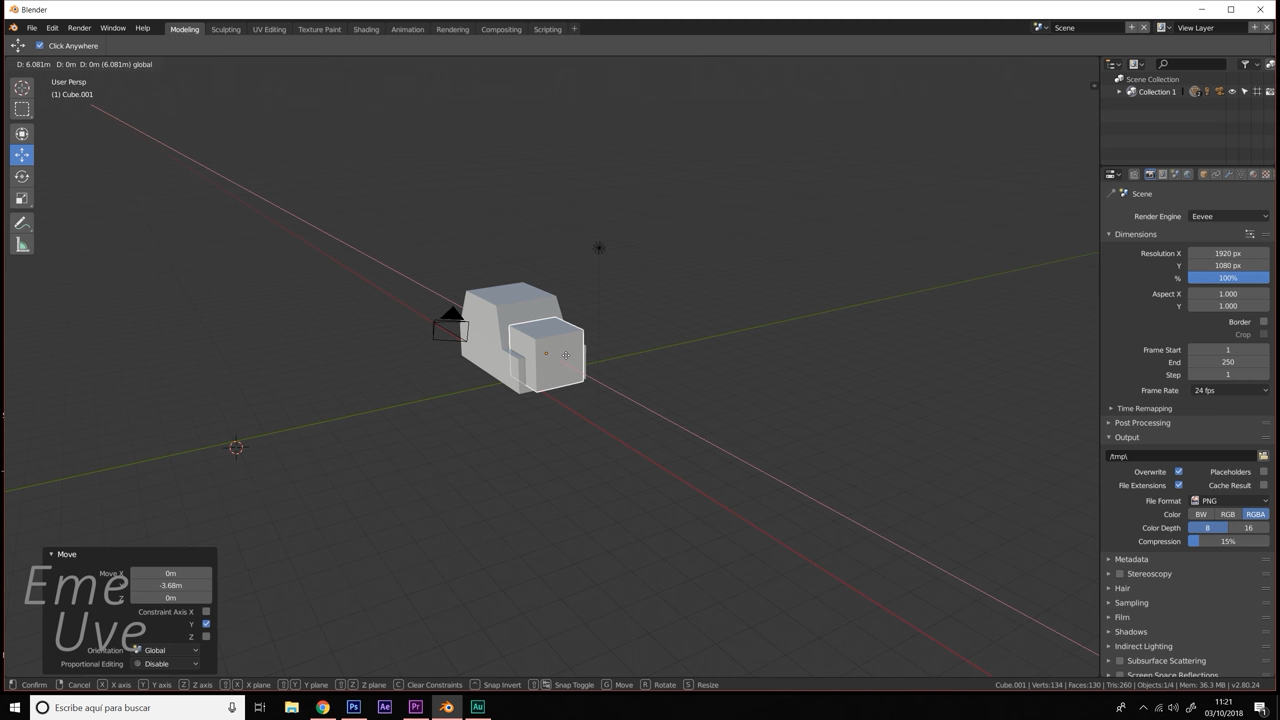 Blender
File Edit Render Window Help
Modeling Sculpting UV Editing Texture Paint Shading Animation Rendering Compositing Scripting +
Scene
View Layer
Click Anywhere
D: 6.081m D: 0m D: 0m (6.081m) global
User Persp
(1) Cube.001
Scene Collection
Collection 1
Scene
Render Engine Eevee
Dimensions
Resolution X 1920 px
Y 1080 px
% 100%
Aspect X 1.000
Y 1.000
Border
Crop
Frame Start 1
End 250
Step 1
Frame Rate 24 fps
Time Remapping
Post Processing
Output
/tmp\
Overwrite Placeholders
File Extensions Cache Result
File Format PNG
Color BW RGB RGBA
Color Depth 8 16
Compression 15%
Metadata
Stereoscopy
Hair
Sampling
Film
Shadows
Indirect Lighting
Subsurface Scattering
Screen Space Reflections
Move
Move X 0m
-3.68m
Z 0m
Constraint Axis X
Y
Z
Orientation Global
Proportional Editing Disable
Eme
Uve
Confirm Cancel X X axis Y Y axis Z Z axis X X plane Y Y plane Z Z plane C Clear Constraints Snap Invert Snap Toggle G Move R Rotate S Resize
Cube.001 | Verts:134 | Faces:130 | Tris:260 | Objects:1/4 | Mem: 36.3 MB | v2.80.24
Escribe aquí para buscar
Ps Ae Pr Au
11:21
03/10/2018